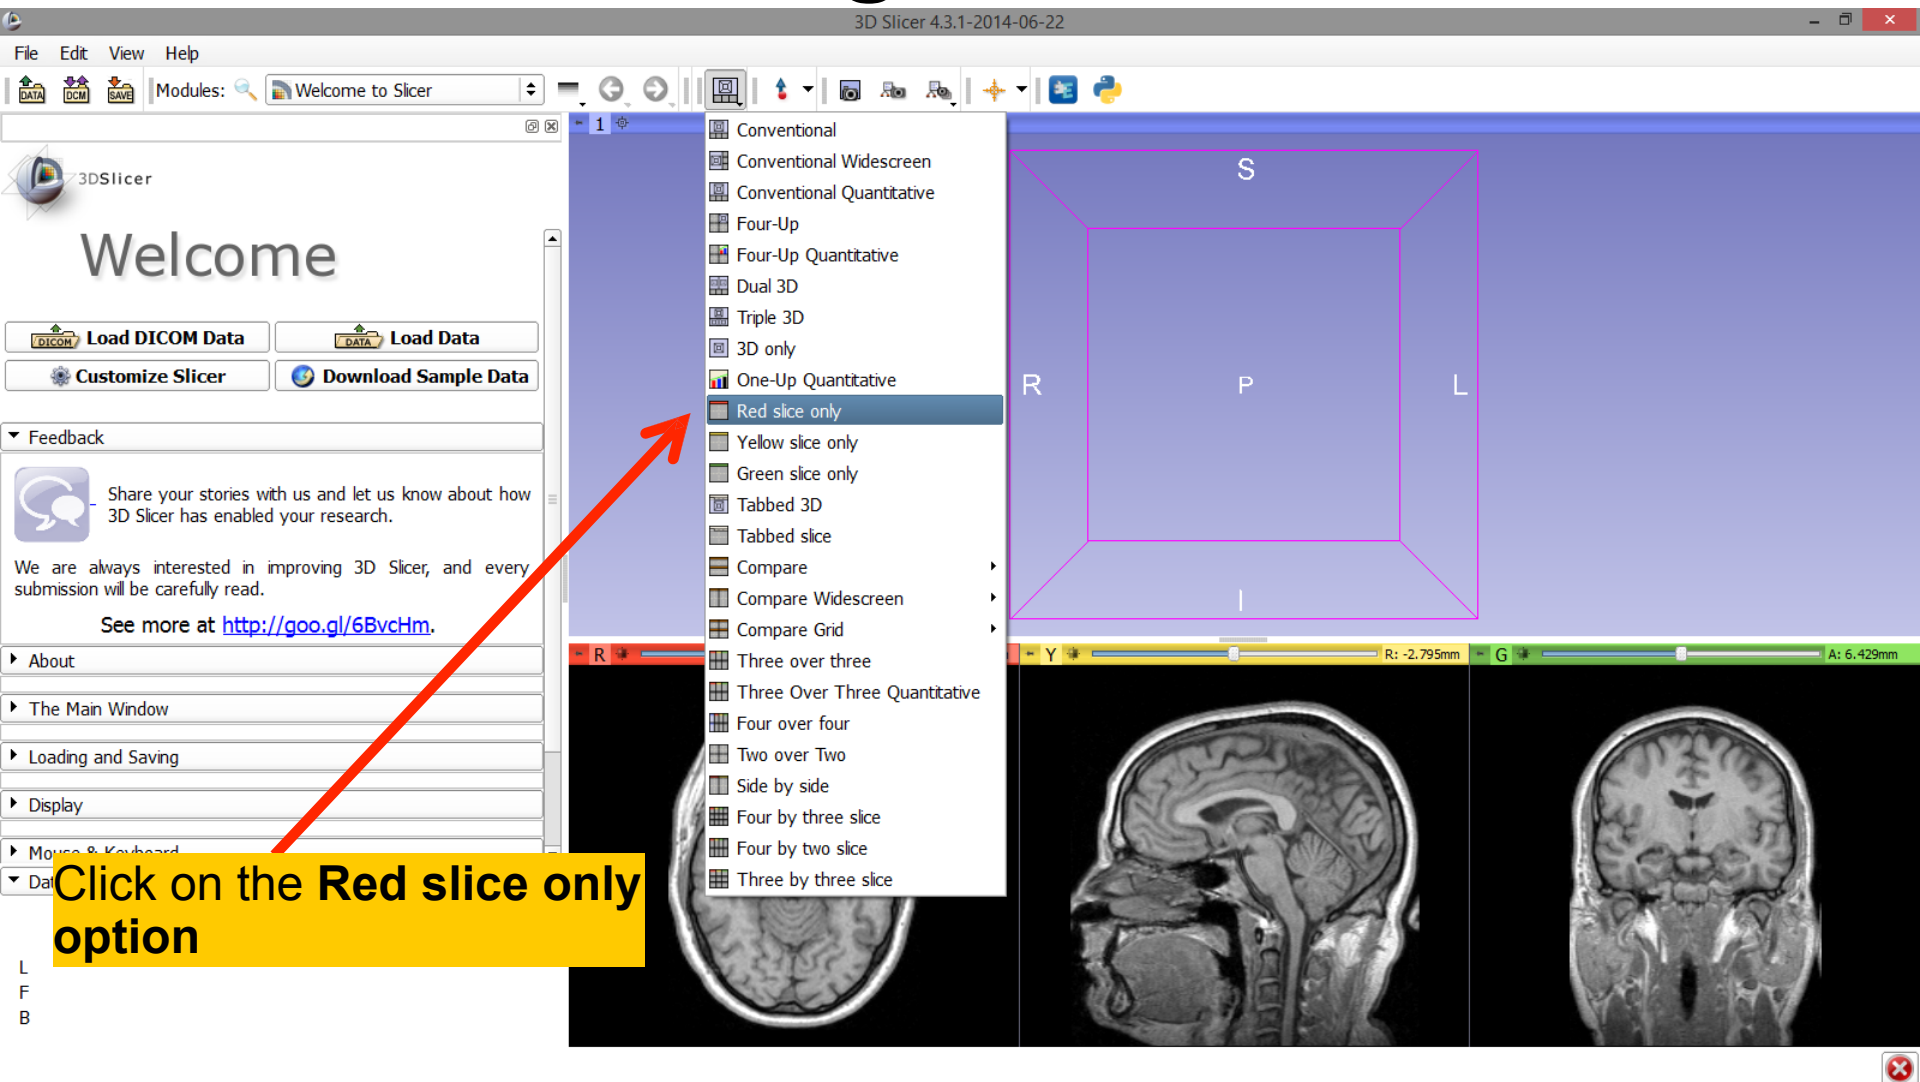 3D Slicer 4.3.1-2014-06-22
File Edit View Help
DATA DCM SAVE Modules: Welcome to Slicer
1
3DSlicer
Welcome
DICOM Load DICOM Data DATA Load Data
Customize Slicer Download Sample Data
Feedback
Share your stories with us and let us know about how
3D Slicer has enabled your research.
We are always interested in improving 3D Slicer, and every
submission will be carefully read.
See more at http://goo.gl/6BvcHm.
About
The Main Window
Loading and Saving
Display
Mouse & Keyboard
Dat
L
F
B
Click on the Red slice only
option
Conventional
Conventional Widescreen
Conventional Quantitative
Four-Up
Four-Up Quantitative
Dual 3D
Triple 3D
3D only
One-Up Quantitative
Red slice only
Yellow slice only
Green slice only
Tabbed 3D
Tabbed slice
Compare
Compare Widescreen
Compare Grid
Three over three
Three Over Three Quantitative
Four over four
Two over Two
Side by side
Four by three slice
Four by two slice
Three by three slice
S
R P L
I
R Y R: -2.795mm G A: 6.429mm